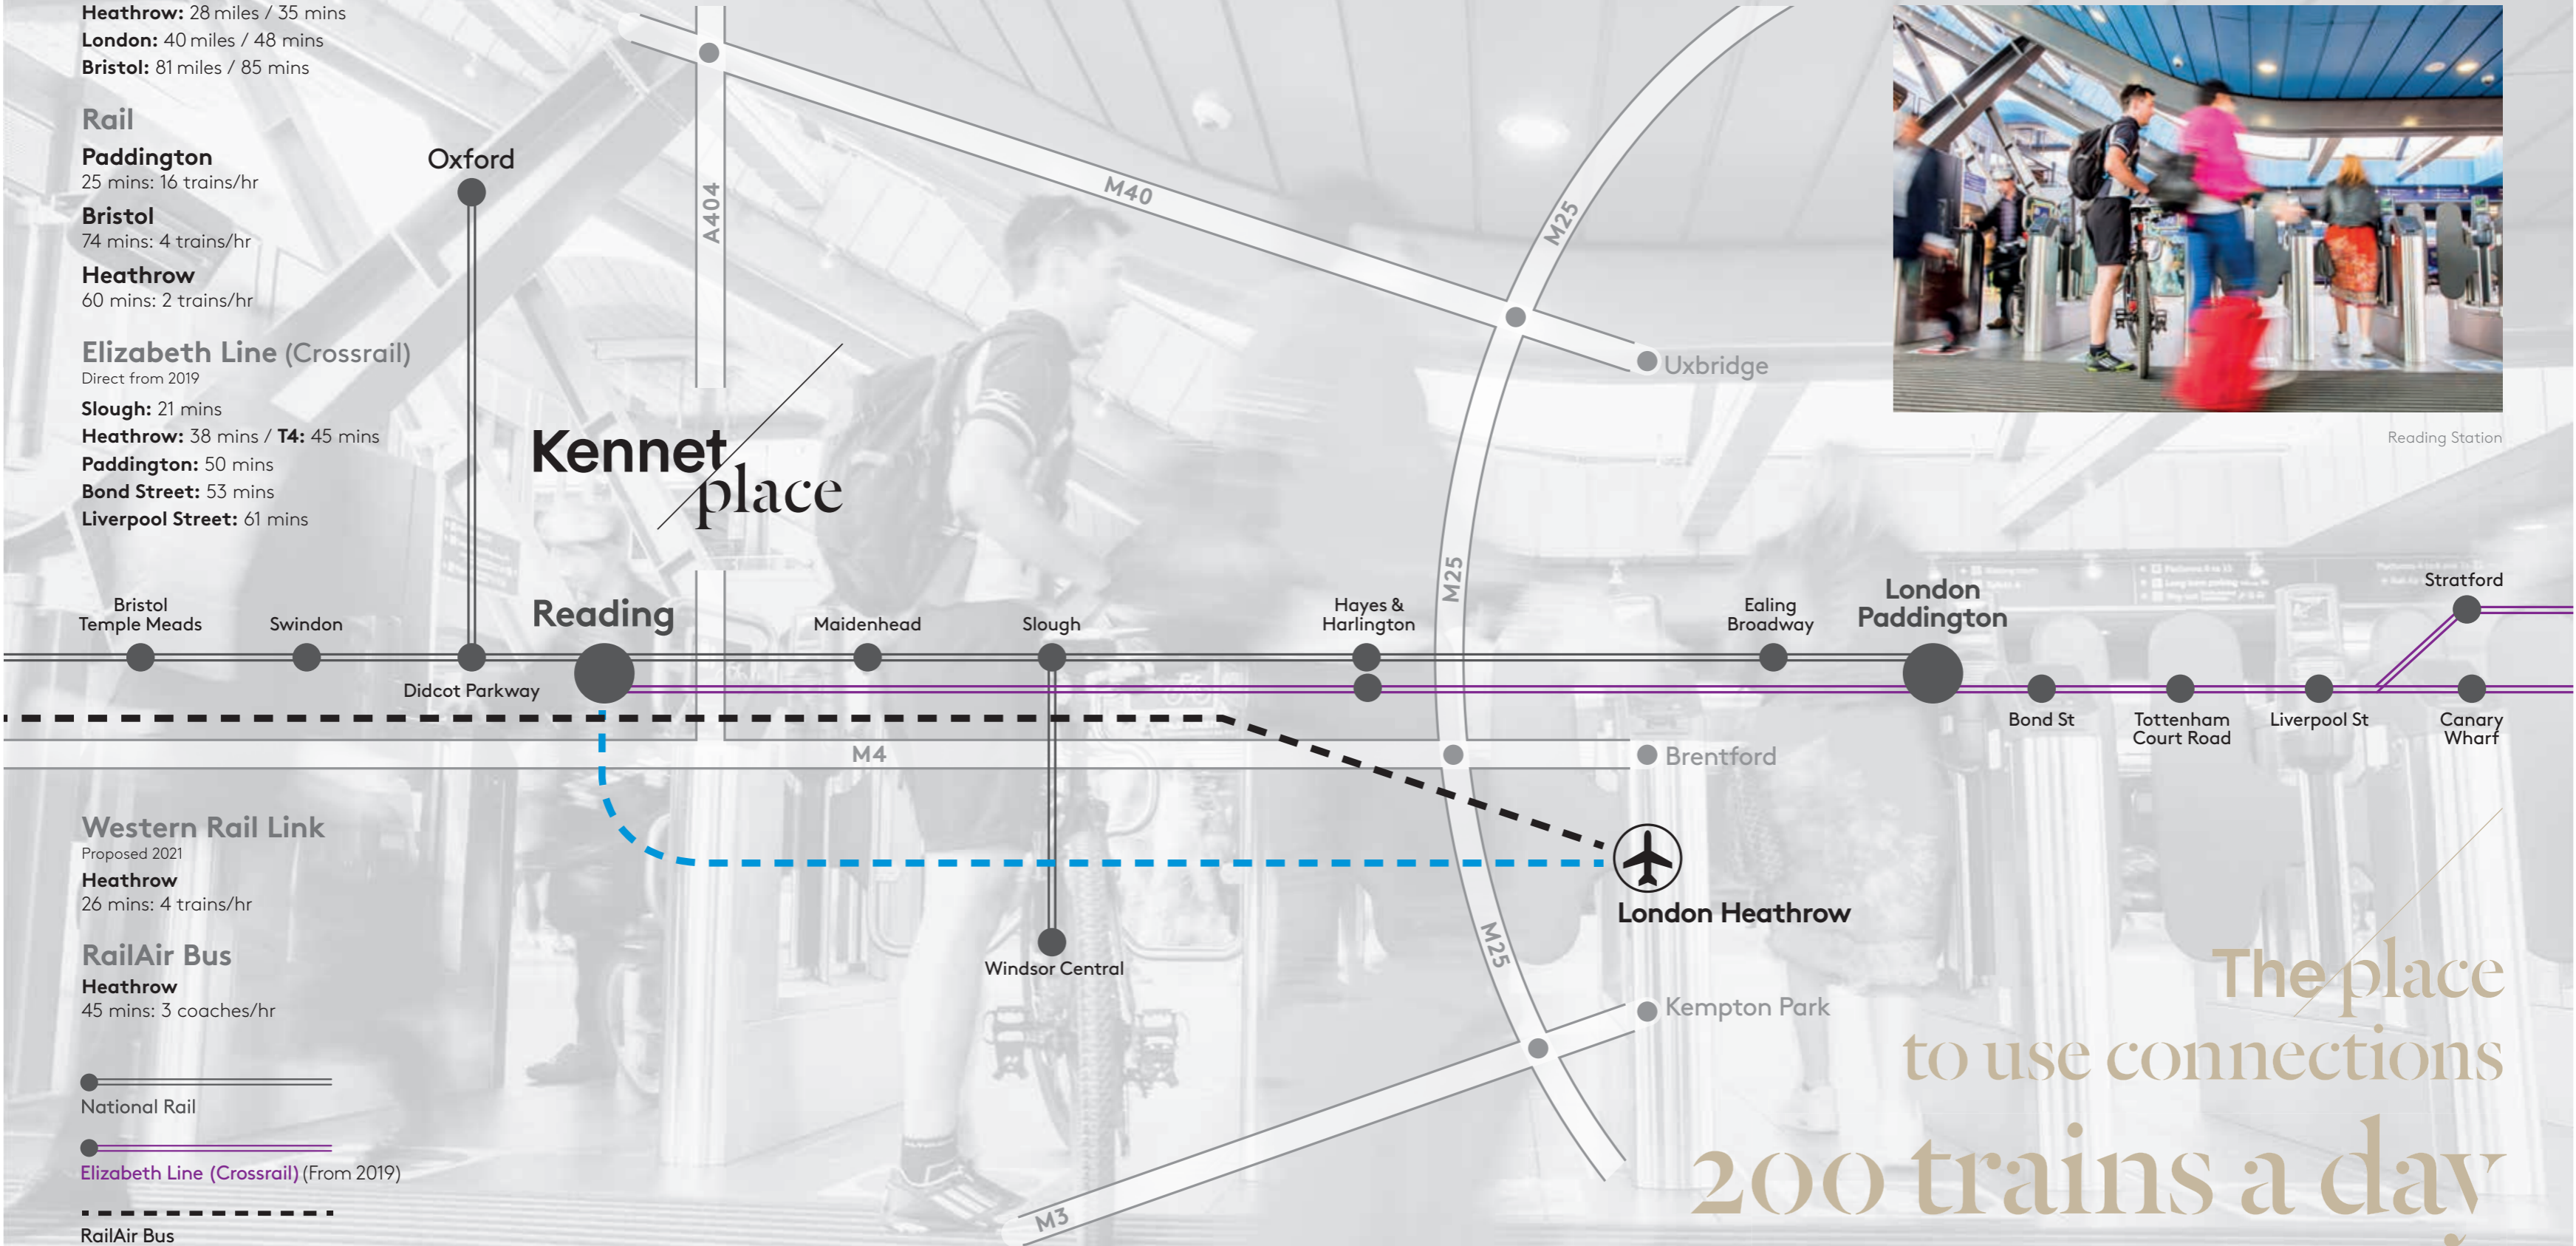 Heathrow: 28 miles / 35 mins
London: 40 miles / 48 mins
Bristol: 81 miles / 85 mins
Rail
Paddington
25 mins: 16 trains/hr
Bristol
74 mins: 4 trains/hr
Heathrow
60 mins: 2 trains/hr
Elizabeth Line (Crossrail)
Direct from 2019
Slough: 21 mins
Heathrow: 38 mins / T4: 45 mins
Paddington: 50 mins
Bond Street: 53 mins
Liverpool Street: 61 mins
Oxford
A404
M40
M25
Uxbridge
Reading Station
Kennet
place
M25
Bristol
Temple Meads
Swindon
Didcot Parkway
Reading
Maidenhead
Slough
Hayes &
Harlington
Ealing
Broadway
London
Paddington
Bond St
Tottenham
Court Road
Liverpool St
Stratford
Canary
Wharf
M4
Brentford
London Heathrow
Windsor Central
M25
Kempton Park
M3
Western Rail Link
Proposed 2021
Heathrow
26 mins: 4 trains/hr
RailAir Bus
Heathrow
45 mins: 3 coaches/hr
National Rail
Elizabeth Line (Crossrail) (From 2019)
RailAir Bus
The place
to use connections
200 trains a day